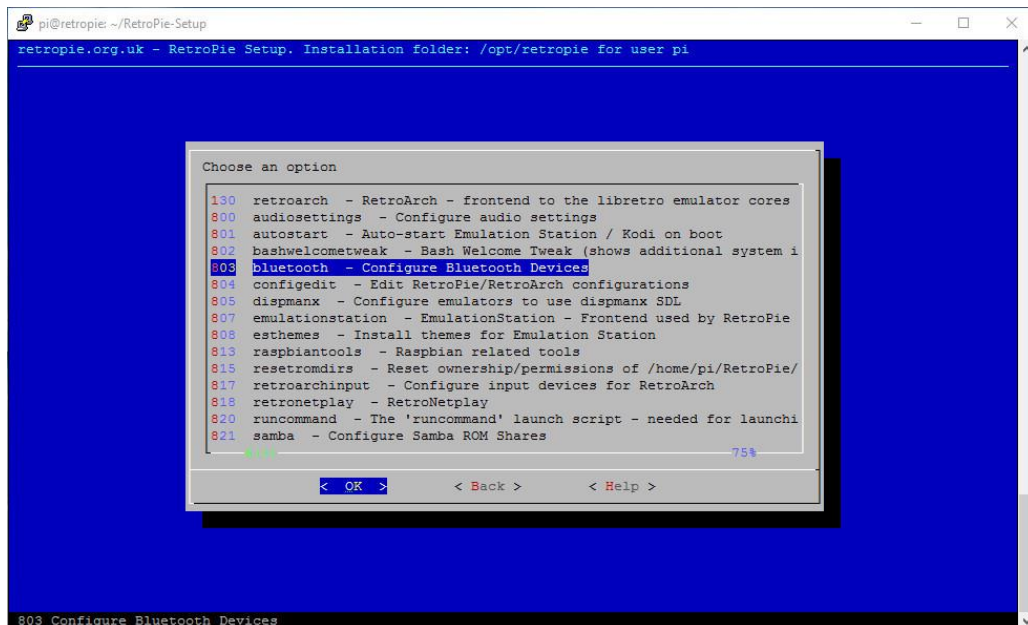 pi@retropie: ~/RetroPie-Setup
retropie.org.uk - RetroPie Setup. Installation folder: /opt/retropie for user pi
Choose an option
130 retroarch - RetroArch - frontend to the libretro emulator cores
800 audiosettings - Configure audio settings
801 autostart - Auto-start Emulation Station / Kodi on boot
802 bashwelcometweak - Bash Welcome Tweak (shows additional system i
803 bluetooth - Configure Bluetooth Devices
804 configedit - Edit RetroPie/RetroArch configurations
805 dispmanx - Configure emulators to use dispmanx SDL
807 emulationstation - EmulationStation - Frontend used by RetroPie
808 esthemes - Install themes for Emulation Station
813 raspbiantools - Raspbian related tools
815 resetromdirs - Reset ownership/permissions of /home/pi/RetroPie/
817 retroarchinput - Configure input devices for RetroArch
818 retronetplay - RetroNetplay
820 runcommand - The 'runcommand' launch script - needed for launchi
821 samba - Configure Samba ROM Shares
75%
< OK > < Back > < Help >
803 Configure Bluetooth Devices